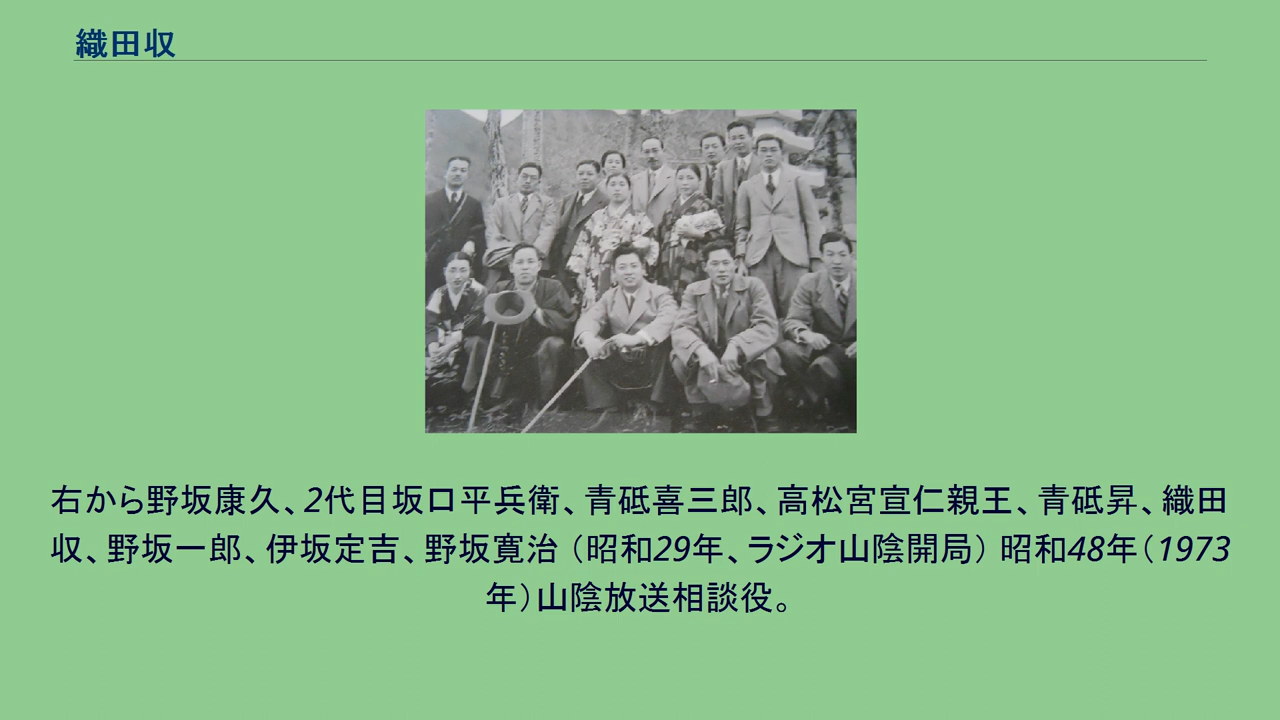 織田収
右から野坂康久、2代目坂口平兵衛、青砥喜三郎、高松宮宣仁親王、青砥昇、織田
収、野坂一郎、伊坂定吉、野坂寛治（昭和29年、ラジオ山陰開局） 昭和48年（1973
年）山陰放送相談役。